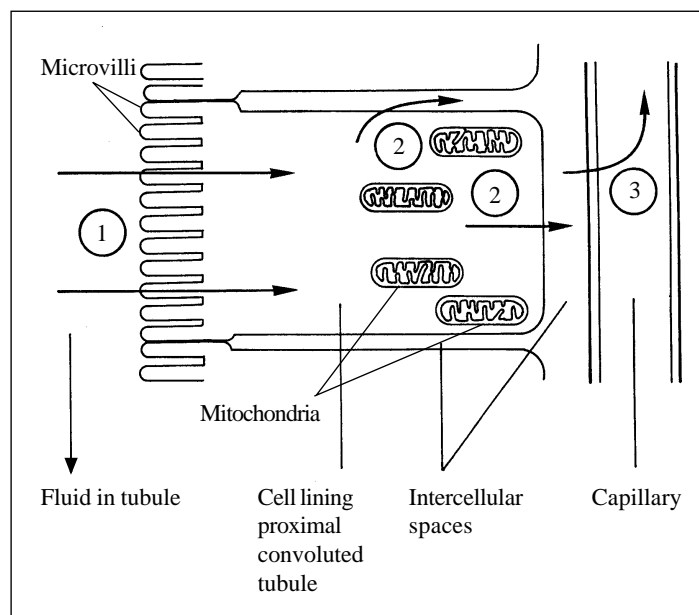 Microvilli
2
2
3
1
Mitochondria
Fluid in tubule
Cell lining
proximal
convoluted
tubule
Intercellular
spaces
Capillary